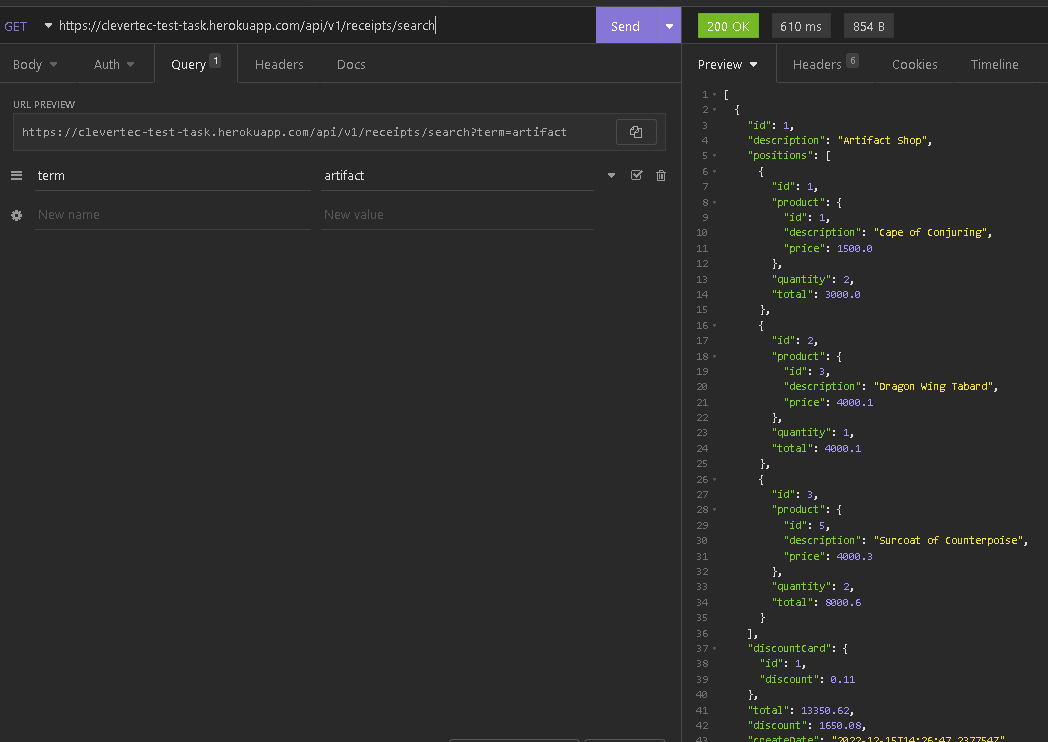 GET https://clevertec-test-task.herokuapp.com/api/v1/receipts/search Send 200 OK 610 ms 854 B
Body Auth Query 1 Headers Docs
URL PREVIEW
https://clevertec-test-task.herokuapp.com/api/v1/receipts/search?term=artifact
term artifact
New name New value
Preview Headers 6 Cookies Timeline
1 [
2 {
3 "id": 1,
4 "description": "Artifact Shop",
5 "positions": [
6 {
7 "id": 1,
8 "product": {
9 "id": 1,
10 "description": "Cape of Conjuring",
11 "price": 1500.0
12 },
13 "quantity": 2,
14 "total": 3000.0
15 },
16 {
17 "id": 2,
18 "product": {
19 "id": 3,
20 "description": "Dragon Wing Tabard",
21 "price": 4000.1
22 },
23 "quantity": 1,
24 "total": 4000.1
25 },
26 {
27 "id": 3,
28 "product": {
29 "id": 5,
30 "description": "Surcoat of Counterpoise",
31 "price": 4000.3
32 },
33 "quantity": 2,
34 "total": 8000.6
35 }
36 ],
37 "discountCard": {
38 "id": 1,
39 "discount": 0.11
40 },
41 "total": 13350.62,
42 "discount": 1650.08,
43 "createDate": "2022-12-15T14:26:47.237754Z"